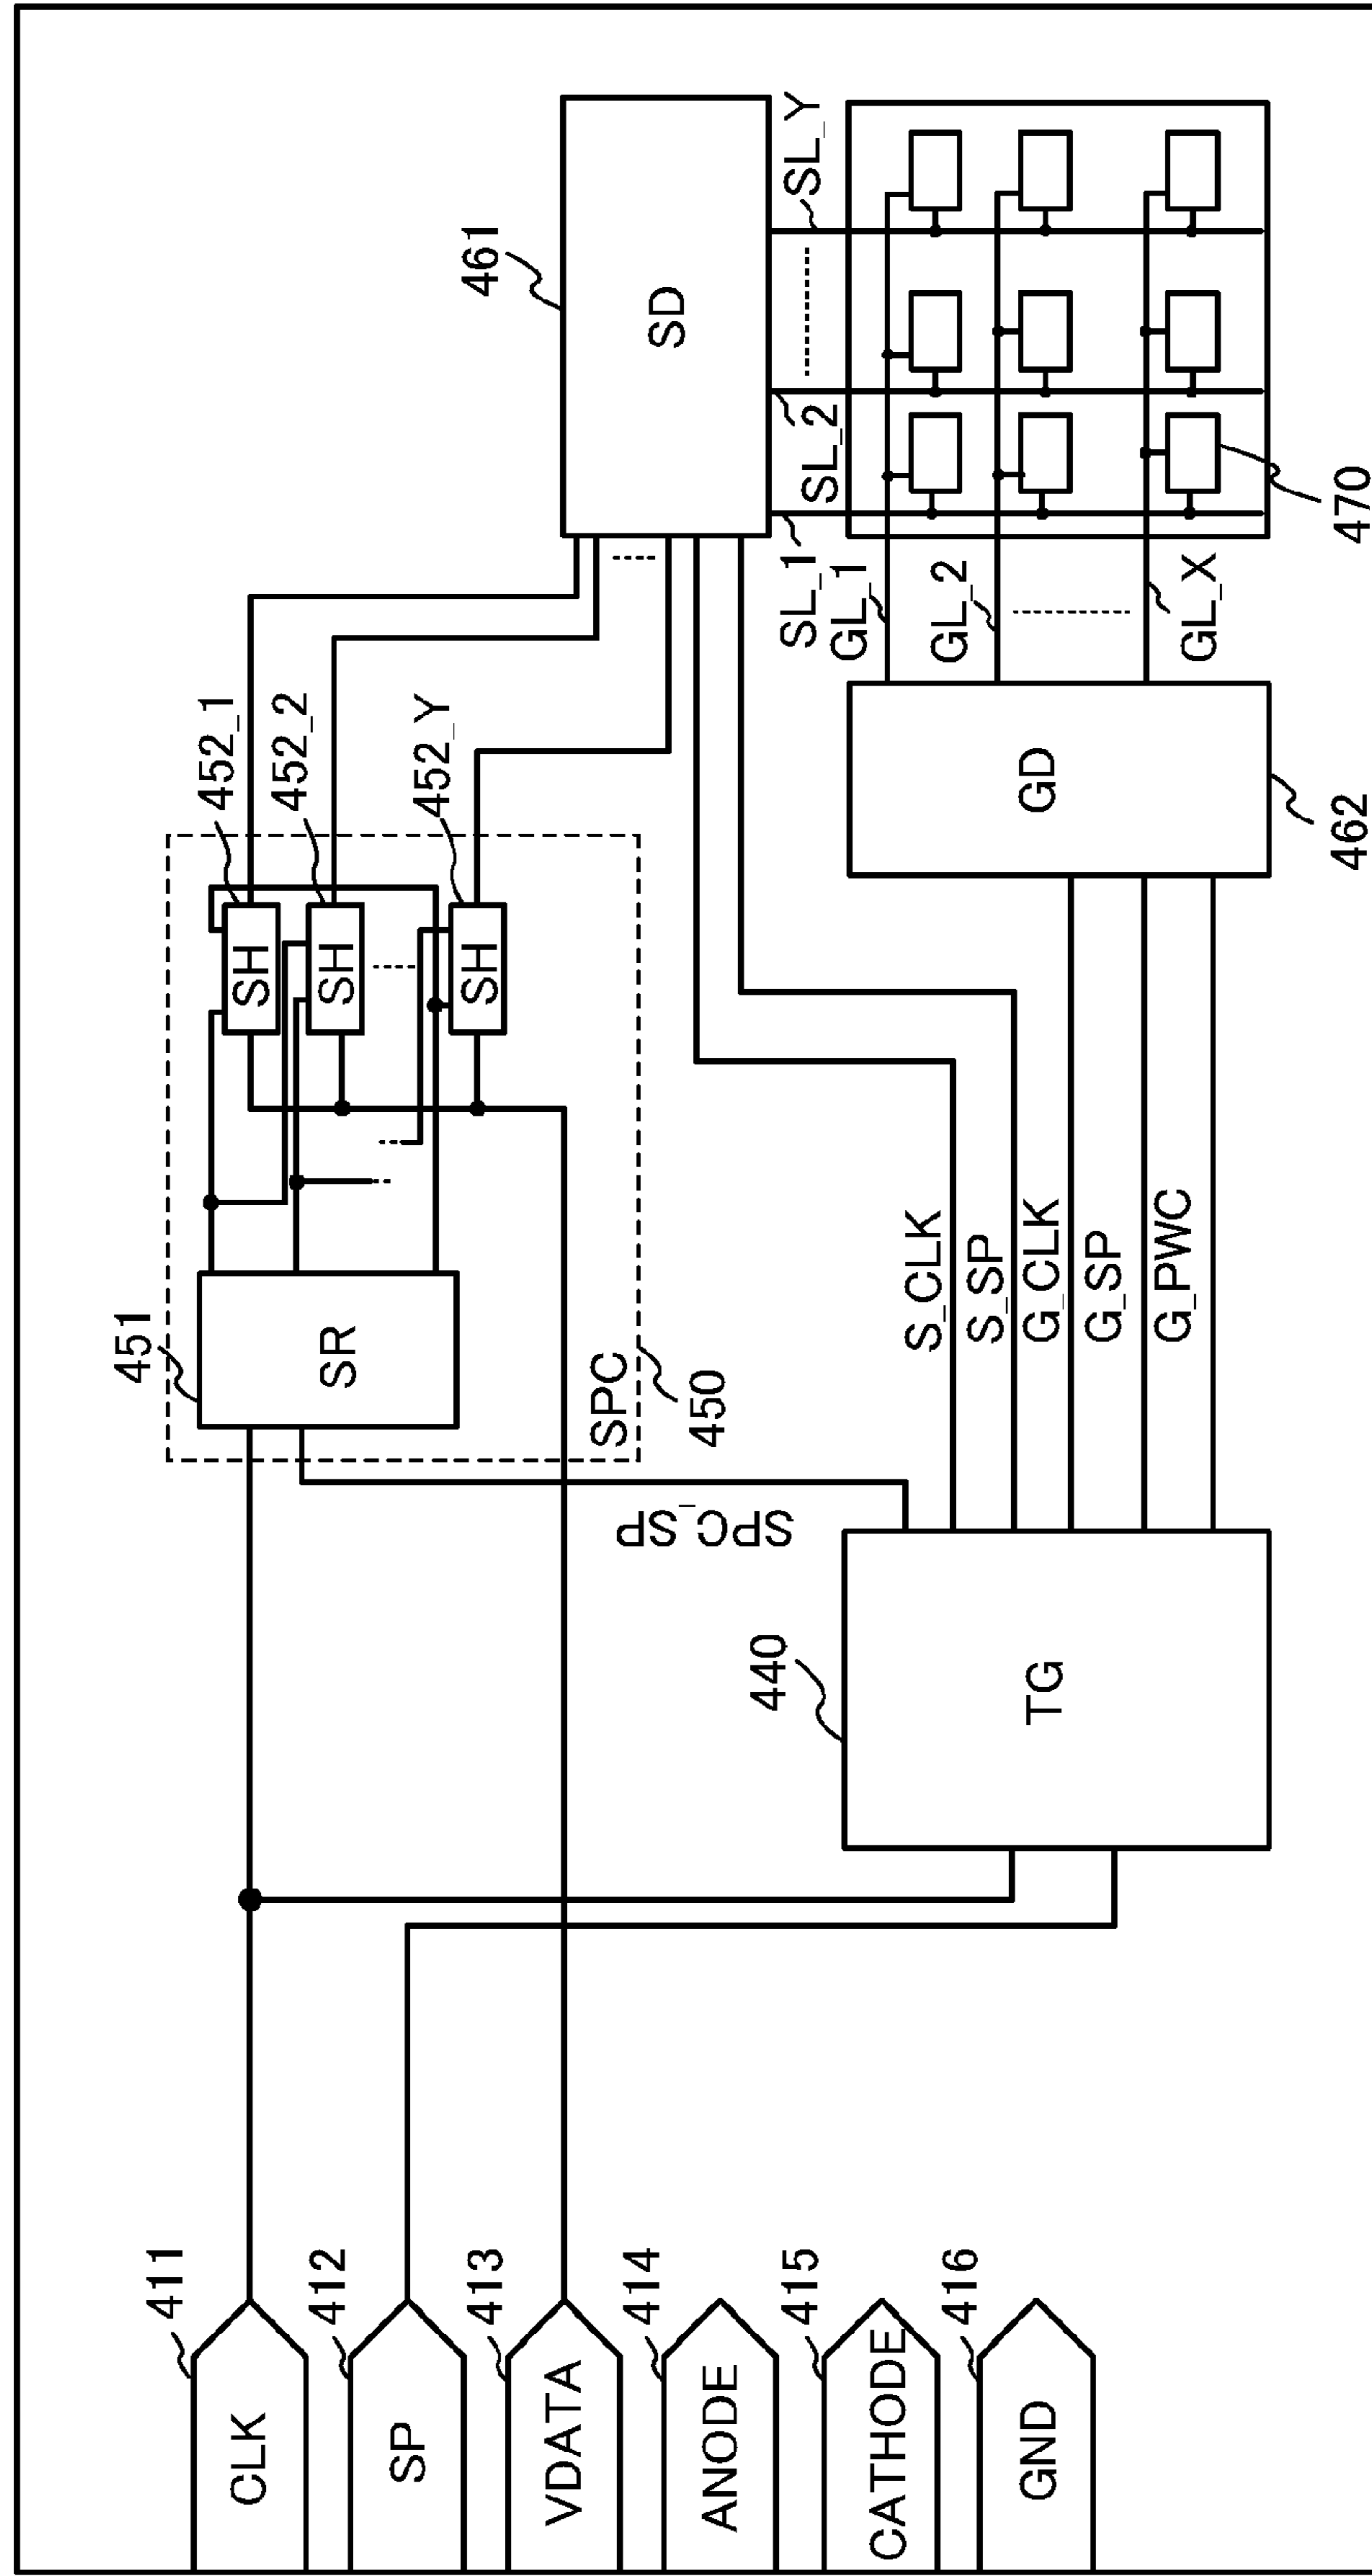 411
CLK
412
SP
413
VDATA
414
ANODE
415
CATHODE
416
GND
451
SR
SPC
450
SH
452_1
SH
452_2
SH
452_Y
SPC_SP
440
TG
S_CLK
S_SP
G_CLK
G_SP
G_PWC
461
SD
GD
462
SL_1
SL_2
SL_Y
GL_1
GL_2
GL_X
470